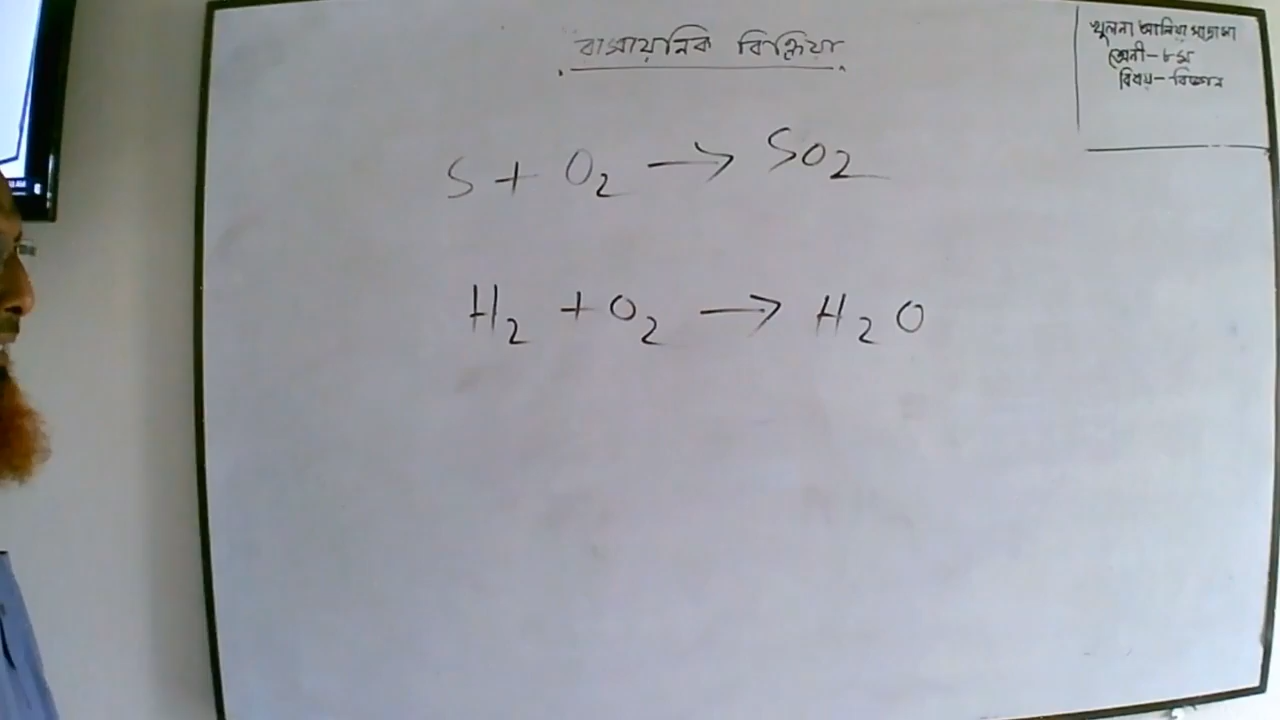 রাসায়নিক বিক্রিয়া
খুলনা আলিয়া মাদ্রাসা
শ্রেনী - ৮ম
বিষয় - বিজ্ঞান
S + O₂ → SO₂
H₂ + O₂ → H₂O